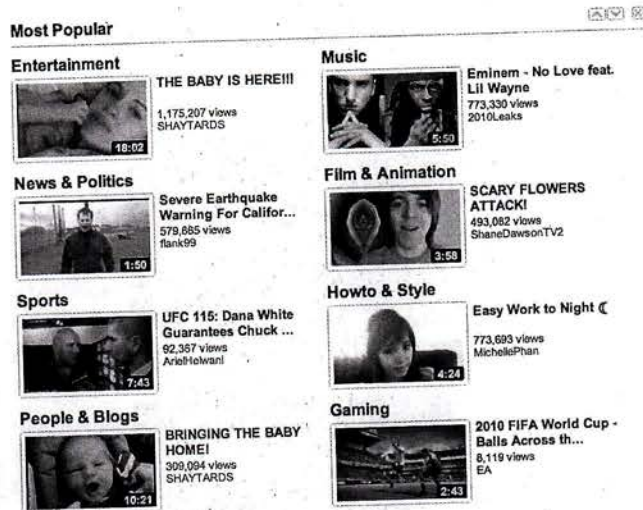 Most Popular
Entertainment
THE BABY IS HERE!!!
1,175,207 views
SHAYTARDS
18:02
News & Politics
Severe Earthquake
Warning For Califor...
579,665 views
flank99
1:50
Sports
UFC 115: Dana White
Guarantees Chuck ...
92,367 views
ArielHelwani
7:43
People & Blogs
BRINGING THE BABY
HOME!
309,094 views
SHAYTARDS
10:21
Music
Eminem - No Love feat.
Lil Wayne
773,330 views
2010Leaks
5:50
Film & Animation
SCARY FLOWERS
ATTACK!
493,082 views
ShaneDawsonTV2
3:58
Howto & Style
Easy Work to Night ☾
773,693 views
MichellePhan
4:24
Gaming
2010 FIFA World Cup -
Balls Across th...
8,119 views
EA
2:43